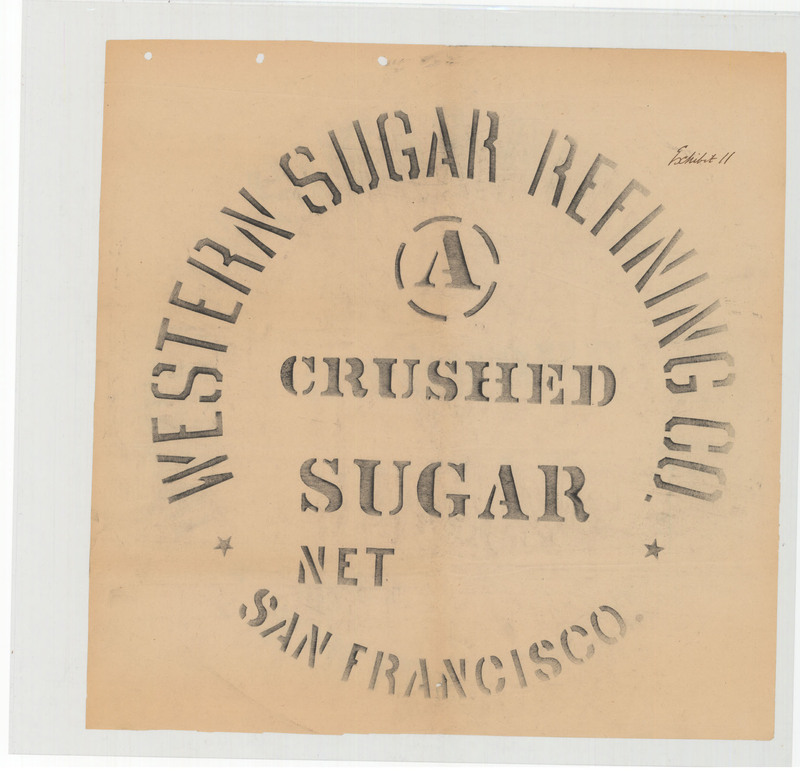 Exhibit 11
WESTERN SUGAR REFINING CO.
A
CRUSHED
SUGAR
NET
SAN FRANCISCO.